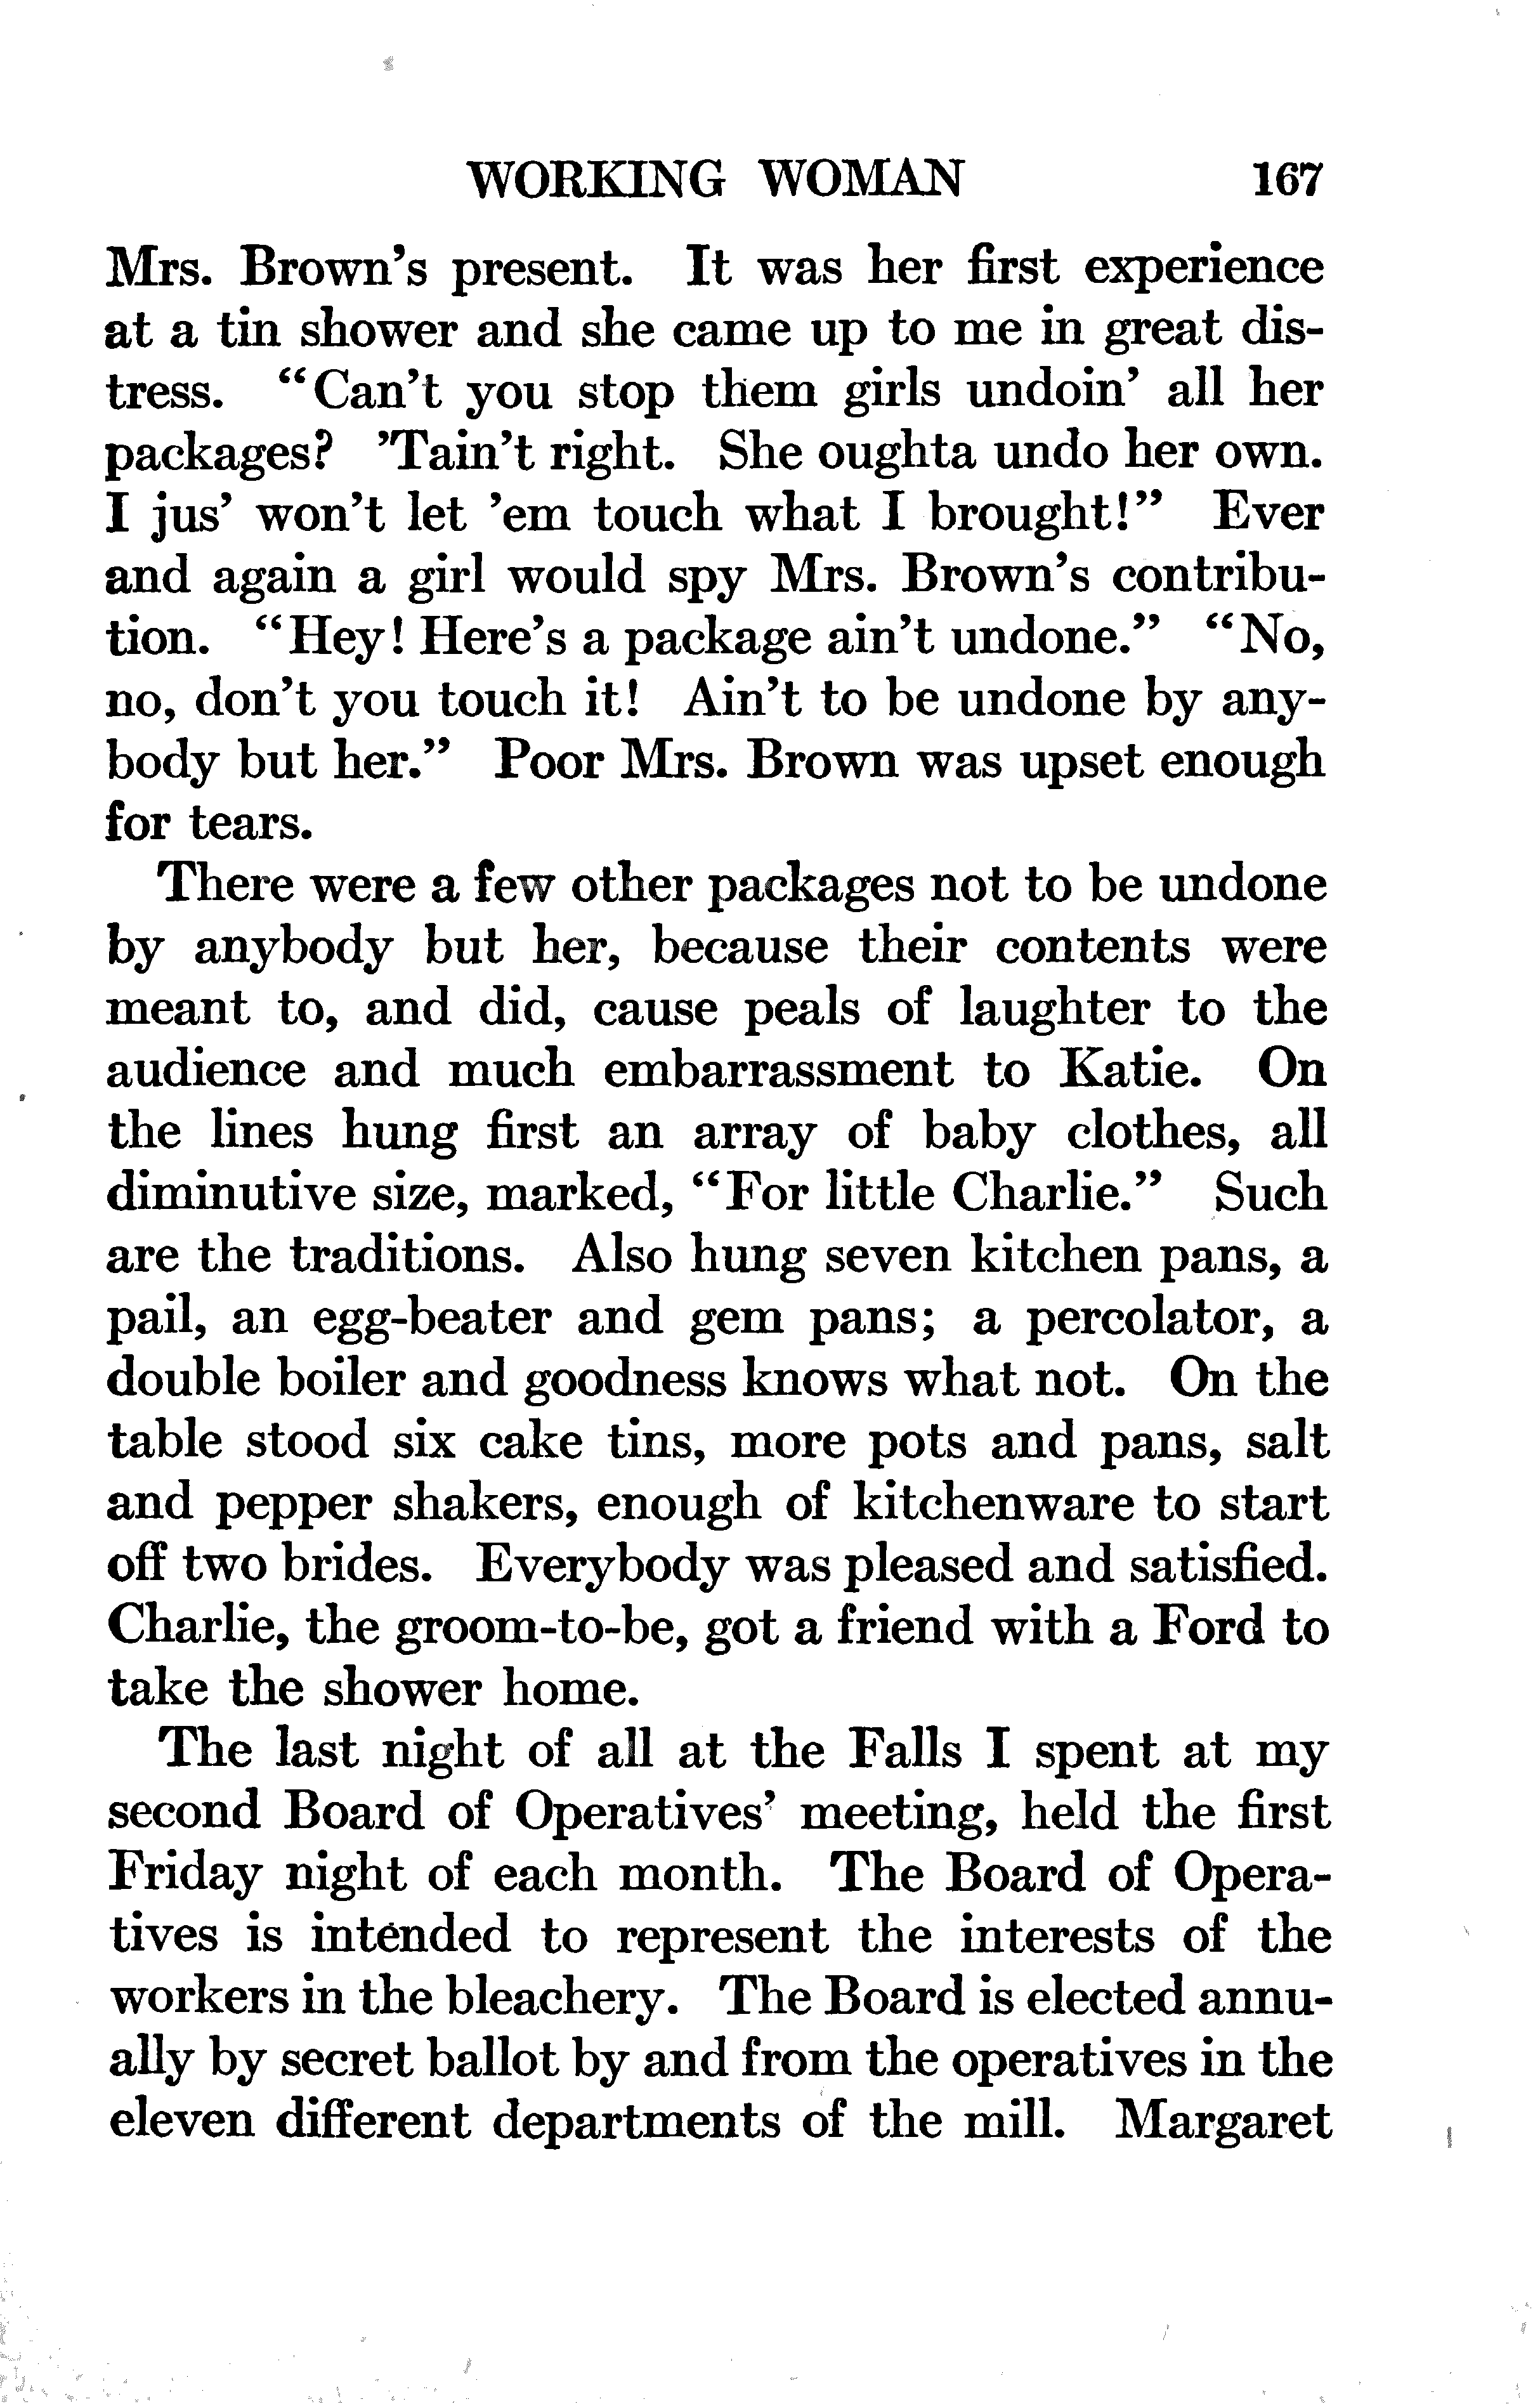 WORKING WOMAN 167
Mrs. Brown's present. It was her first experience
at a tin shower and she came up to me in great dis-
tress. "Can't you stop them girls undoin' all her
packages? 'Tain't right. She oughta undo her own.
I jus' won't let 'em touch what I brought!" Ever
and again a girl would spy Mrs. Brown's contribu-
tion. "Hey! Here's a package ain't undone." "No,
no, don't you touch it! Ain't to be undone by any-
body but her." Poor Mrs. Brown was upset enough
for tears.
There were a few other packages not to be undone
by anybody but her, because their contents were
meant to, and did, cause peals of laughter to the
audience and much embarrassment to Katie. On
the lines hung first an array of baby clothes, all
diminutive size, marked, "For little Charlie." Such
are the traditions. Also hung seven kitchen pans, a
pail, an egg-beater and gem pans; a percolator, a
double boiler and goodness knows what not. On the
table stood six cake tins, more pots and pans, salt
and pepper shakers, enough of kitchenware to start
off two brides. Everybody was pleased and satisfied.
Charlie, the groom-to-be, got a friend with a Ford to
take the shower home.
The last night of all at the Falls I spent at my
second Board of Operatives' meeting, held the first
Friday night of each month. The Board of Opera-
tives is intended to represent the interests of the
workers in the bleachery. The Board is elected annu-
ally by secret ballot by and from the operatives in the
eleven different departments of the mill. Margaret